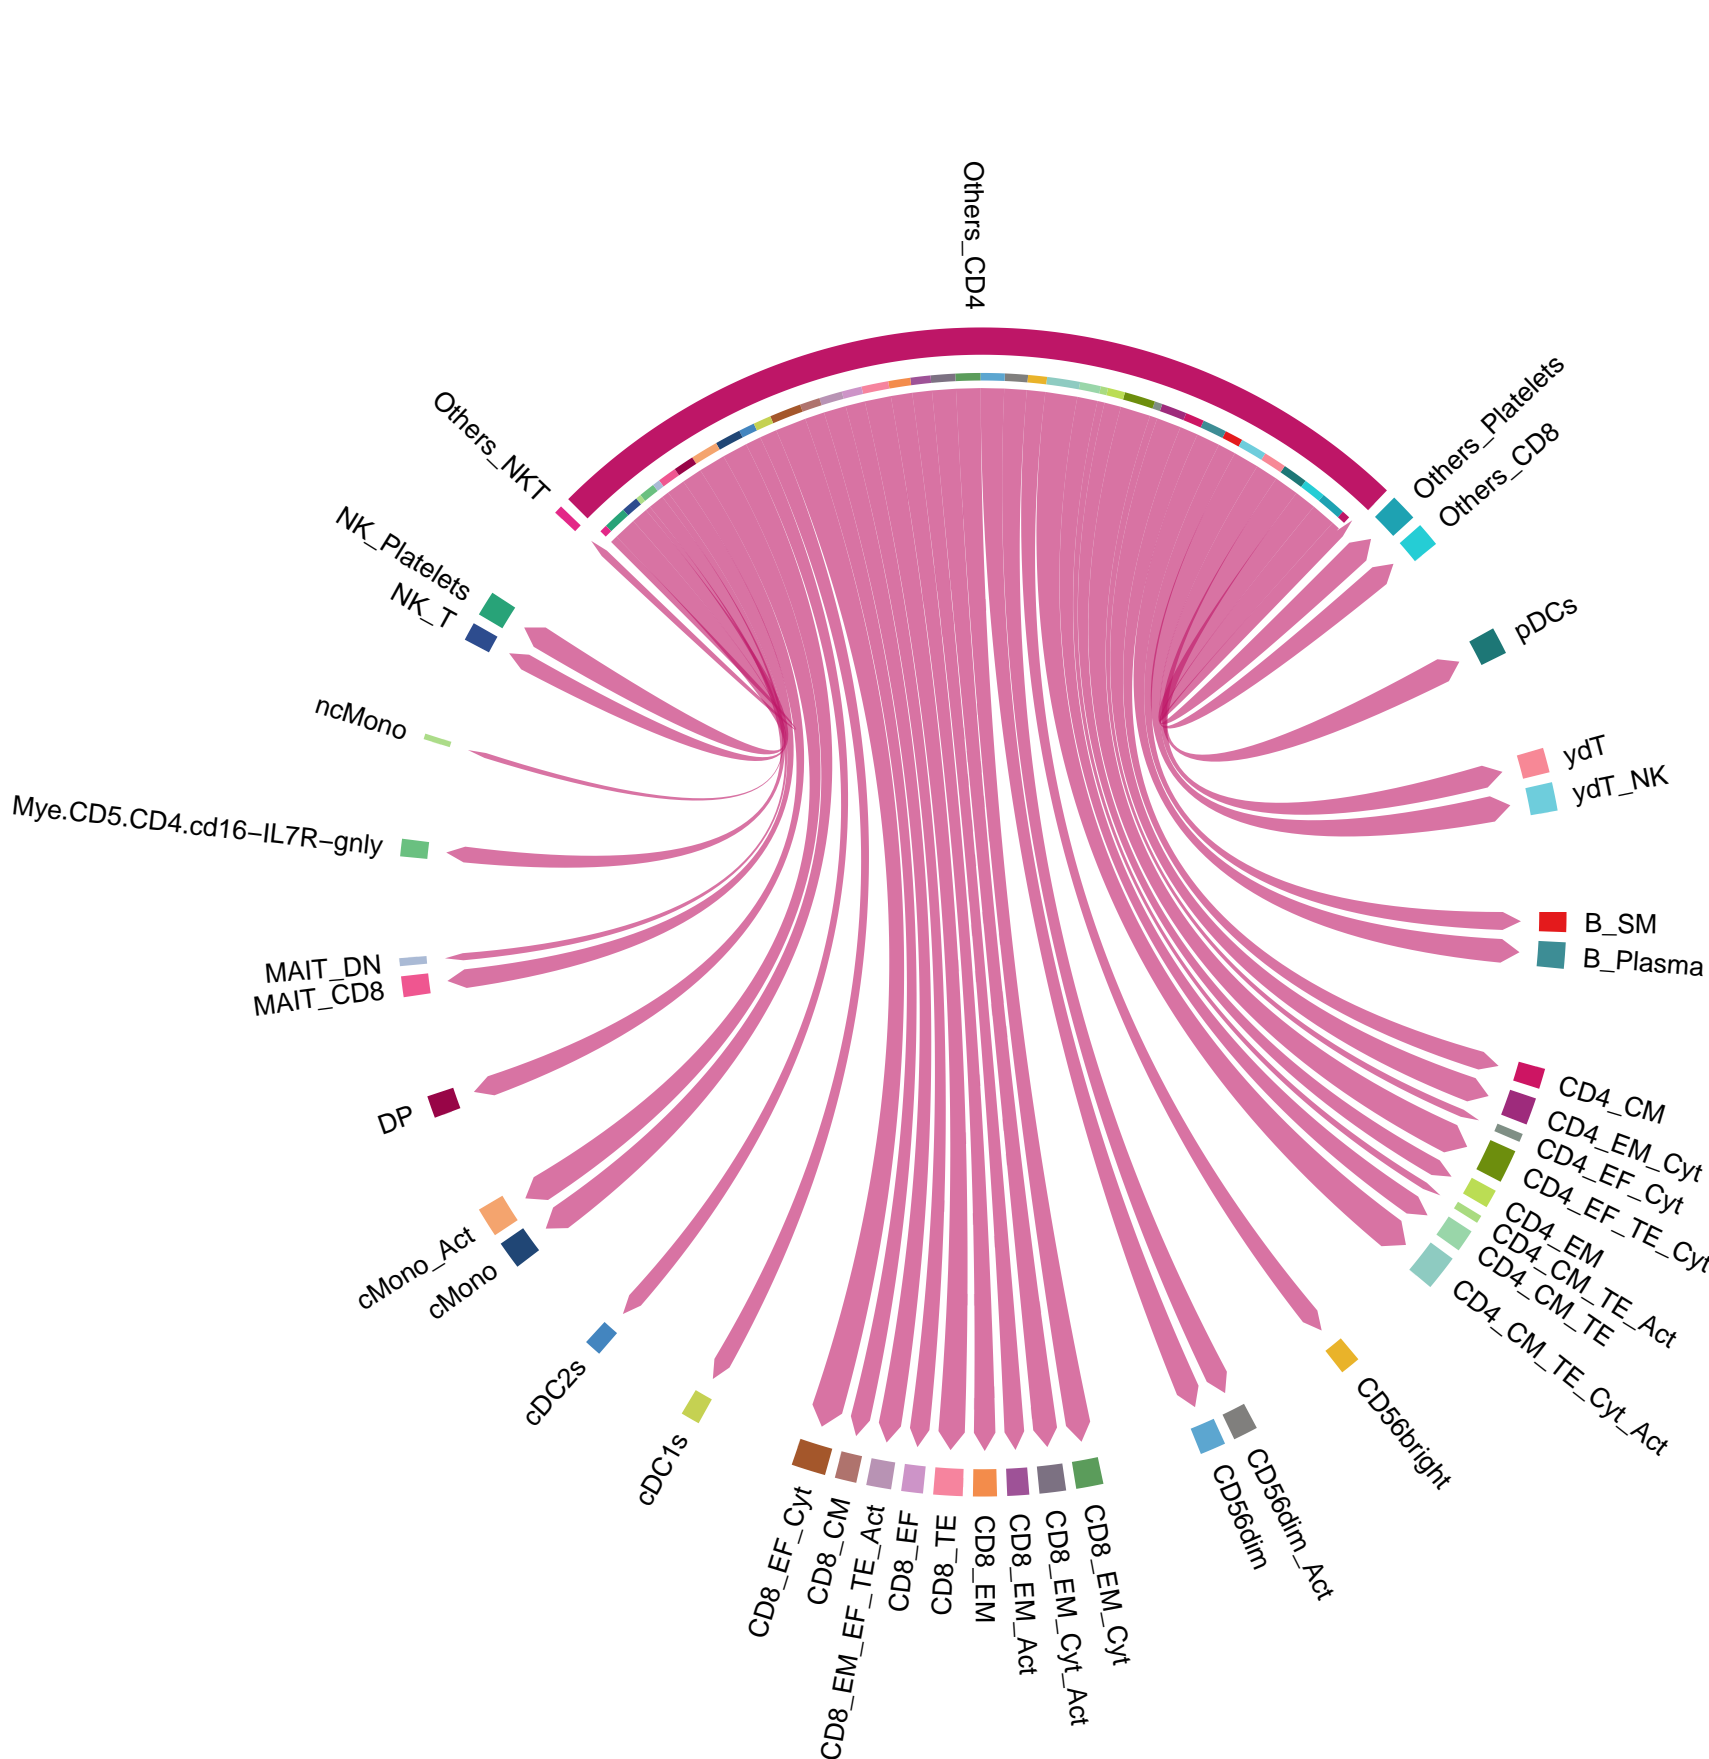 Others_CD4
Others_Platelets
Others_CD8
pDCs
ydT
ydT_NK
B_SM
B_Plasma
CD4_CM
CD4_EM_Cyt
CD4_EF_Cyt
CD4_EF_TE_Cyt
CD4_EM
CD4_CM_TE_Act
CD4_CM_TE
CD4_CM_TE_Cyt_Act
CD56bright
CD56dim_Act
CD56dim
CD8_EM_Cyt
CD8_EM_Cyt_Act
CD8_EM_Act
CD8_EM
CD8_TE
CD8_EF
CD8_EM_EF_TE_Act
CD8_CM
CD8_EF_Cyt
cDC1s
cDC2s
cMono
cMono_Act
DP
MAIT_CD8
MAIT_DN
Mye.CD5.CD4.cd16−IL7R−gnly
ncMono
NK_T
NK_Platelets
Others_NKT